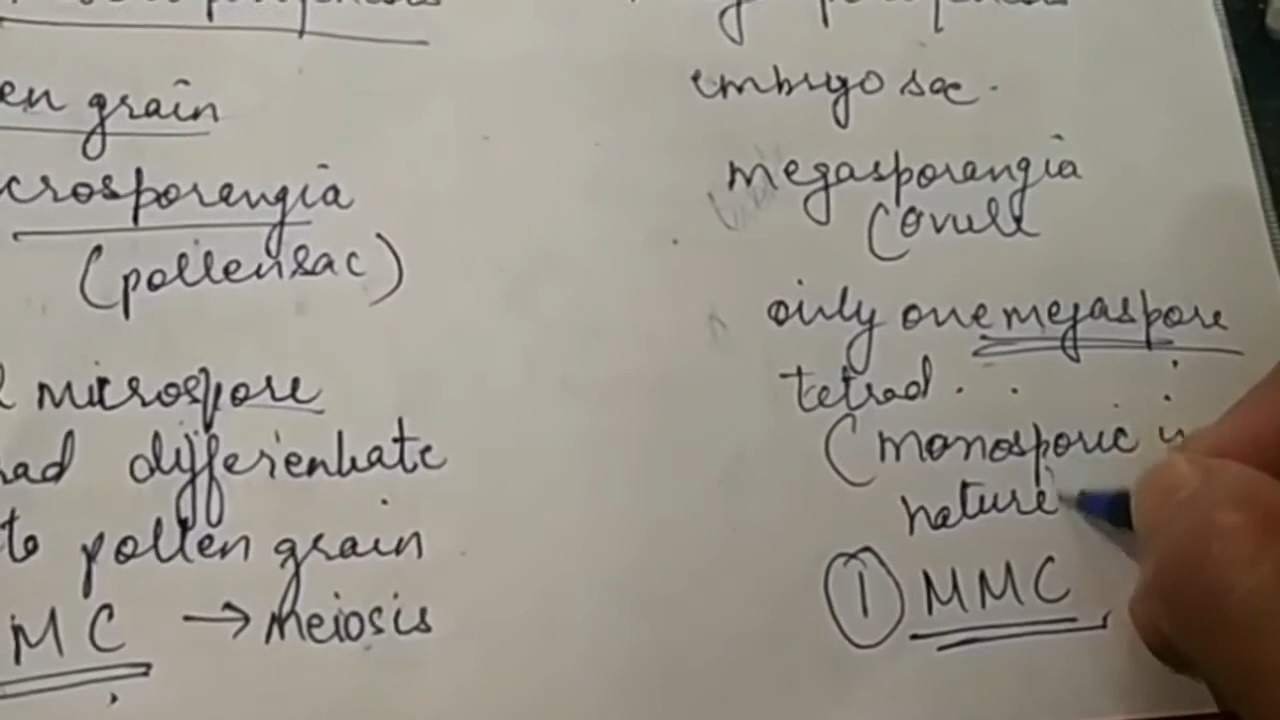 en grain
crosporangia
(pollensac)
microspore
ad differentiate
to pollen grain
MC → meiosis
embryo sac.
megasporangia
(ovule
only one megaspore
tetrad.
(monosporic in
nature)
① MMC